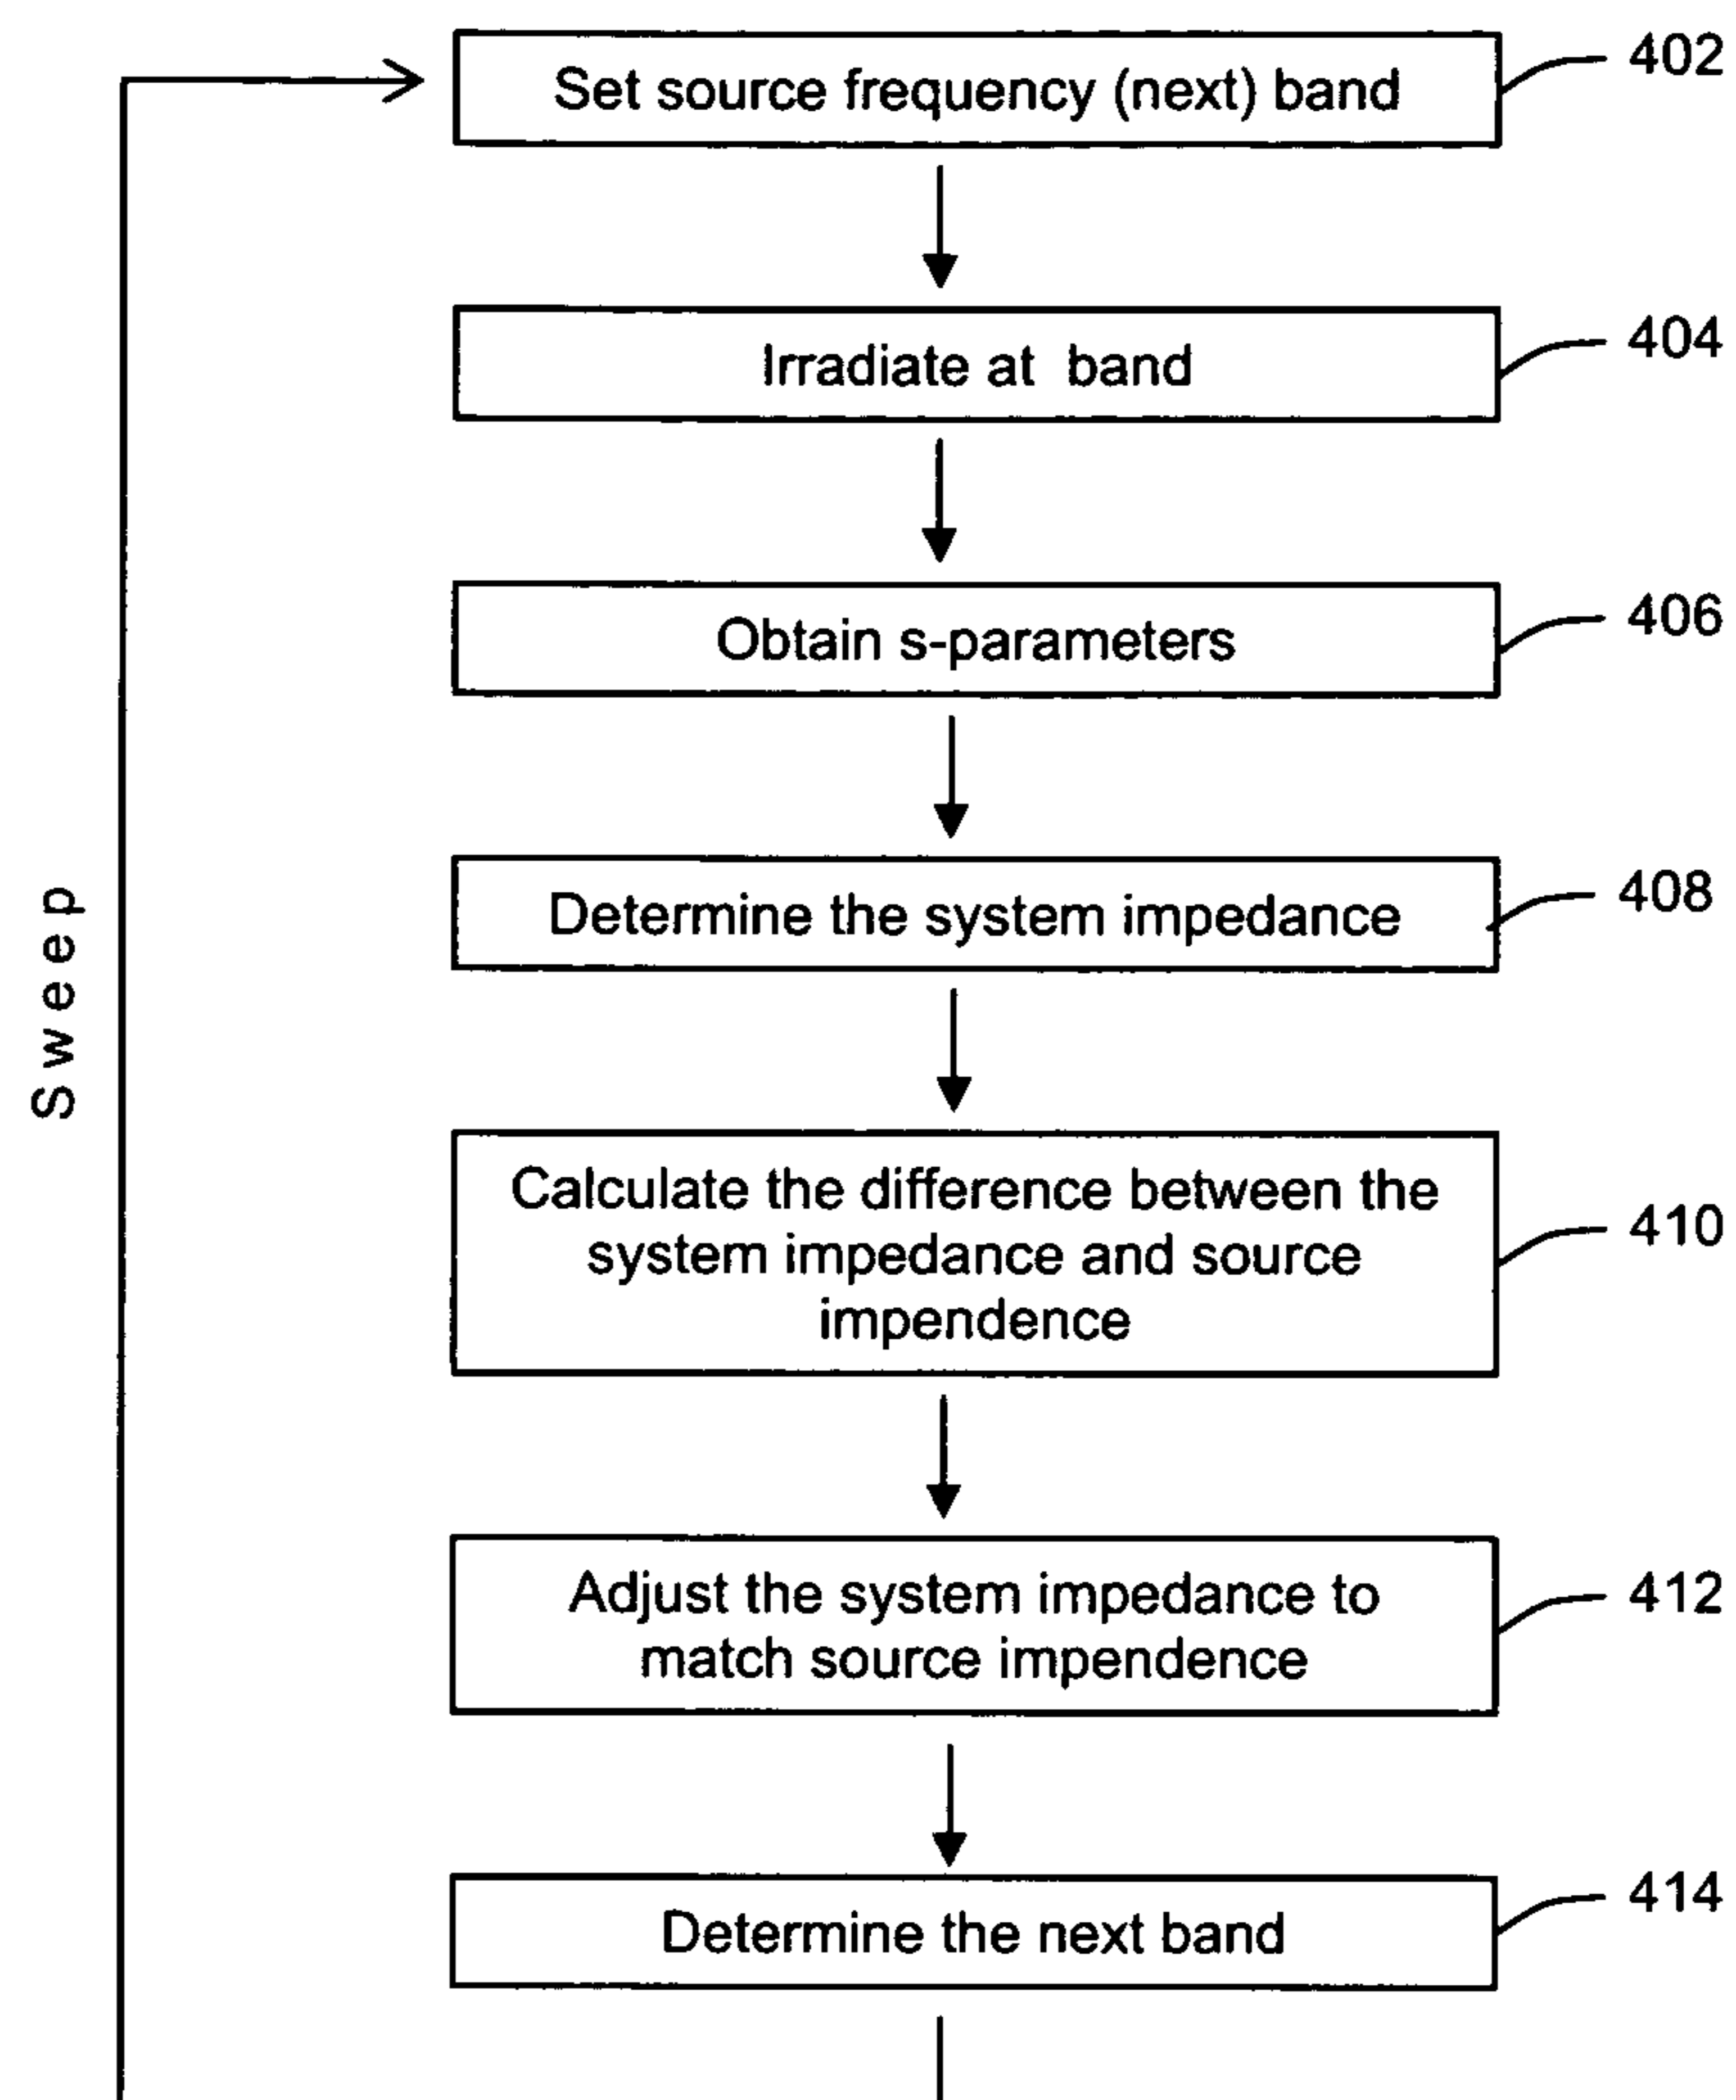 Set source frequency (next) band
402
Irradiate at band
404
Obtain s-parameters
406
Determine the system impedance
408
Sweep
Calculate the difference between the
system impedance and source
impendence
410
Adjust the system impedance to
match source impendence
412
Determine the next band
414